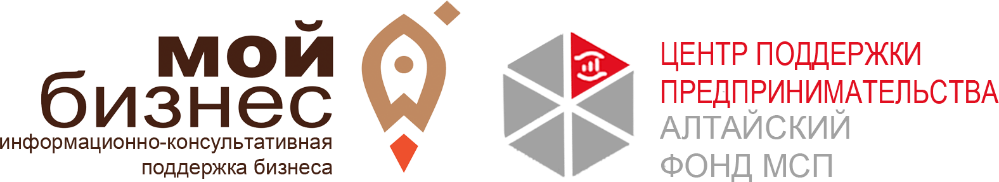 мой
бизнес
информационно-консультативная
поддержка бизнеса
ЦЕНТР ПОДДЕРЖКИ
ПРЕДПРИНИМАТЕЛЬСТВА
АЛТАЙСКИЙ
ФОНД МСП